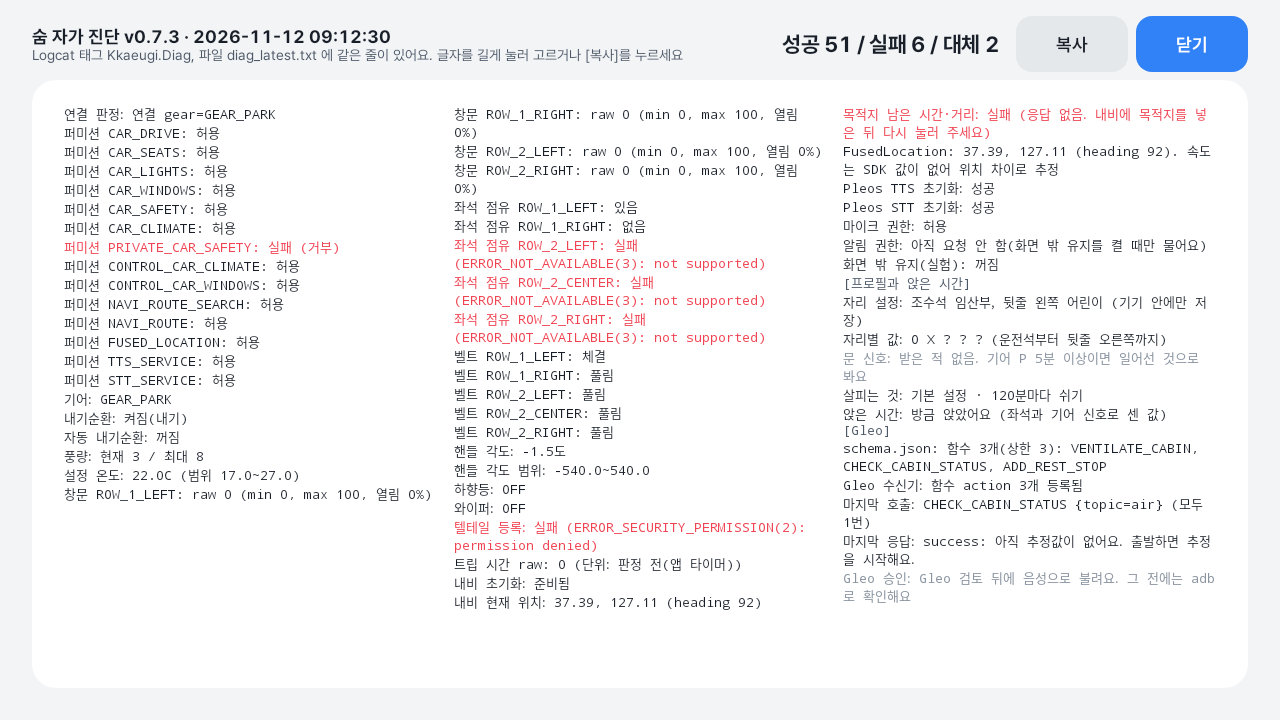 숨 자가 진단 v0.7.3 · 2026-11-12 09:12:30
Logcat 태그 Kkaeugi.Diag, 파일 diag_latest.txt 에 같은 줄이 있어요. 글자를 길게 눌러 고르거나 [복사]를 누르세요
성공 51 / 실패 6 / 대체 2
복사
닫기
연결 판정: 연결 gear=GEAR_PARK
퍼미션 CAR_DRIVE: 허용
퍼미션 CAR_SEATS: 허용
퍼미션 CAR_LIGHTS: 허용
퍼미션 CAR_WINDOWS: 허용
퍼미션 CAR_SAFETY: 허용
퍼미션 CAR_CLIMATE: 허용
퍼미션 PRIVATE_CAR_SAFETY: 실패 (거부)
퍼미션 CONTROL_CAR_CLIMATE: 허용
퍼미션 CONTROL_CAR_WINDOWS: 허용
퍼미션 NAVI_ROUTE_SEARCH: 허용
퍼미션 NAVI_ROUTE: 허용
퍼미션 FUSED_LOCATION: 허용
퍼미션 TTS_SERVICE: 허용
퍼미션 STT_SERVICE: 허용
기어: GEAR_PARK
내기순환: 켜짐(내기)
자동 내기순환: 꺼짐
풍량: 현재 3 / 최대 8
설정 온도: 22.0C (범위 17.0~27.0)
창문 ROW_1_LEFT: raw 0 (min 0, max 100, 열림 0%)
창문 ROW_1_RIGHT: raw 0 (min 0, max 100, 열림
0%)
창문 ROW_2_LEFT: raw 0 (min 0, max 100, 열림 0%)
창문 ROW_2_RIGHT: raw 0 (min 0, max 100, 열림
0%)
좌석 점유 ROW_1_LEFT: 있음
좌석 점유 ROW_1_RIGHT: 없음
좌석 점유 ROW_2_LEFT: 실패
(ERROR_NOT_AVAILABLE(3): not supported)
좌석 점유 ROW_2_CENTER: 실패
(ERROR_NOT_AVAILABLE(3): not supported)
좌석 점유 ROW_2_RIGHT: 실패
(ERROR_NOT_AVAILABLE(3): not supported)
벨트 ROW_1_LEFT: 체결
벨트 ROW_1_RIGHT: 풀림
벨트 ROW_2_LEFT: 풀림
벨트 ROW_2_CENTER: 풀림
벨트 ROW_2_RIGHT: 풀림
핸들 각도: -1.5도
핸들 각도 범위: -540.0~540.0
하향등: OFF
와이퍼: OFF
텔테일 등록: 실패 (ERROR_SECURITY_PERMISSION(2):
permission denied)
트립 시간 raw: 0 (단위: 판정 전(앱 타이머))
내비 초기화: 준비됨
내비 현재 위치: 37.39, 127.11 (heading 92)
목적지 남은 시간·거리: 실패 (응답 없음. 내비에 목적지를 넣
은 뒤 다시 눌러 주세요)
FusedLocation: 37.39, 127.11 (heading 92). 속도
는 SDK 값이 없어 위치 차이로 추정
Pleos TTS 초기화: 성공
Pleos STT 초기화: 성공
마이크 권한: 허용
알림 권한: 아직 요청 안 함(화면 밖 유지를 켤 때만 물어요)
화면 밖 유지(실험): 꺼짐
[프로필과 앉은 시간]
자리 설정: 조수석 임산부, 뒷줄 왼쪽 어린이 (기기 안에만 저
장)
자리별 값: O X ? ? ? (운전석부터 뒷줄 오른쪽까지)
문 신호: 받은 적 없음. 기어 P 5분 이상이면 일어선 것으로
봐요
살피는 것: 기본 설정 · 120분마다 쉬기
앉은 시간: 방금 앉았어요 (좌석과 기어 신호로 센 값)
[Gleo]
schema.json: 함수 3개(상한 3): VENTILATE_CABIN,
CHECK_CABIN_STATUS, ADD_REST_STOP
Gleo 수신기: 함수 action 3개 등록됨
마지막 호출: CHECK_CABIN_STATUS {topic=air} (모두
1번)
마지막 응답: success: 아직 추정값이 없어요. 출발하면 추정
을 시작해요.
Gleo 승인: Gleo 검토 뒤에 음성으로 불려요. 그 전에는 adb
로 확인해요